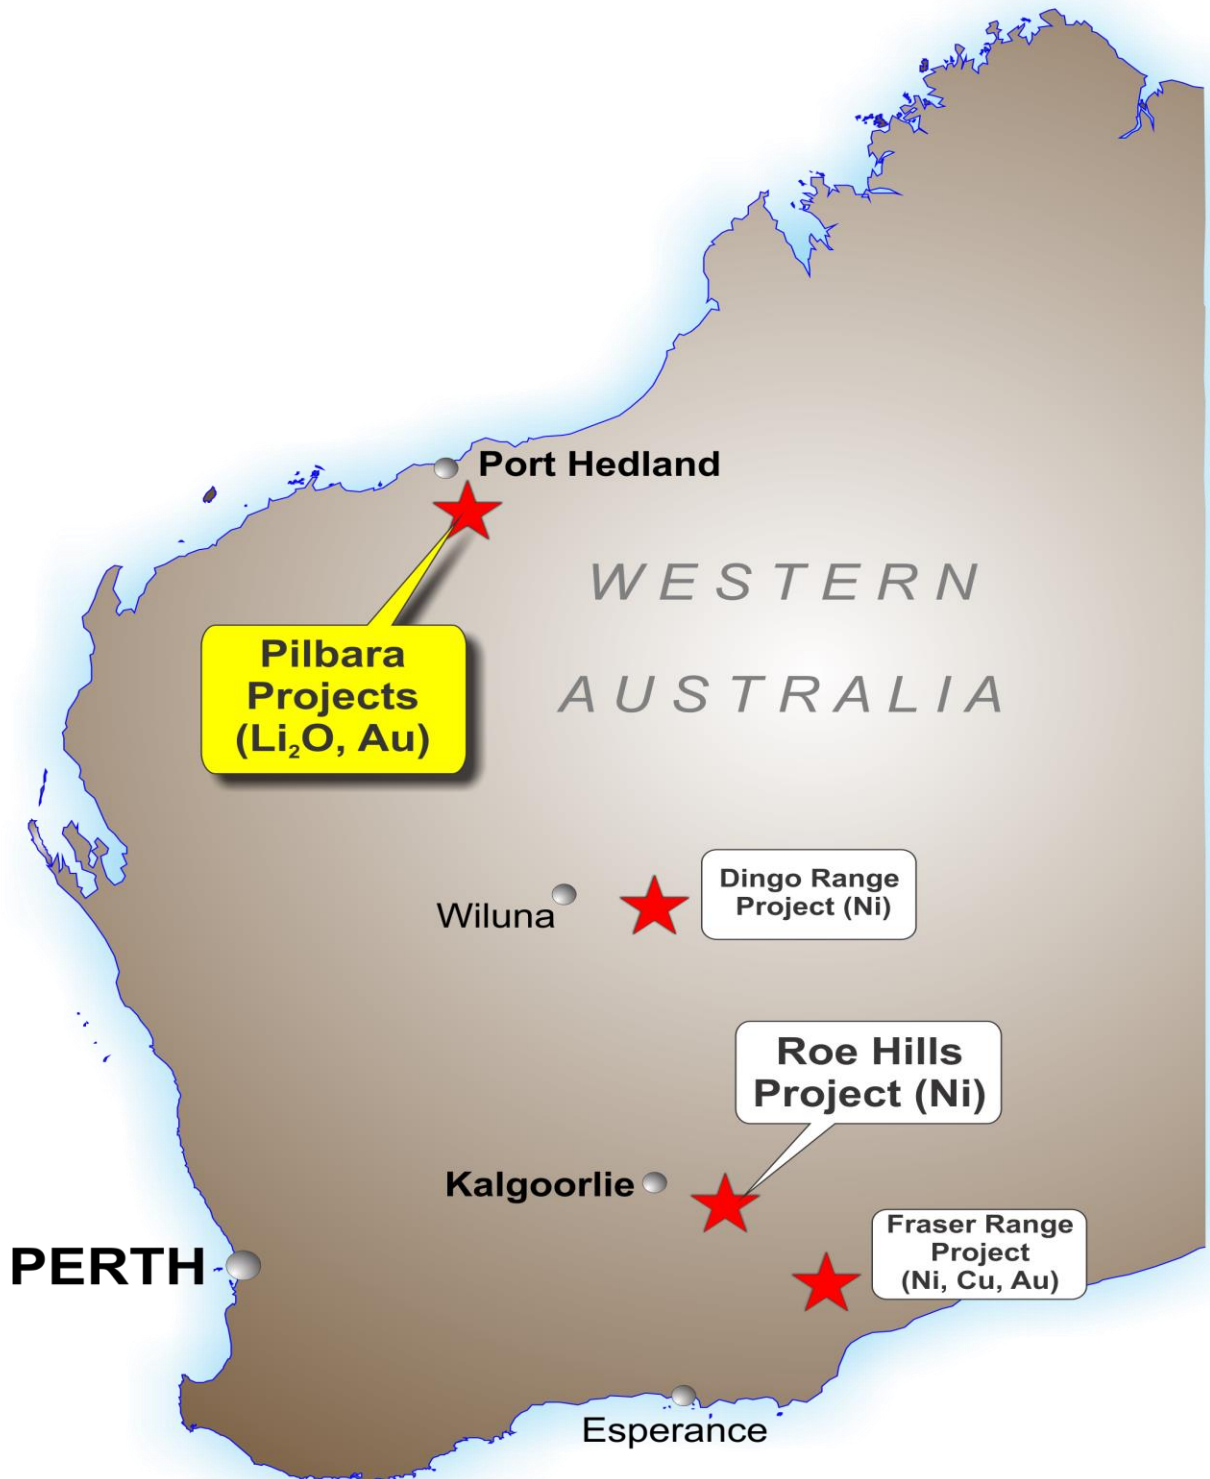 Port Hedland
WESTERN
AUSTRALIA
Pilbara
Projects
(Li₂O, Au)
Dingo Range
Project (Ni)
Wiluna
Roe Hills
Project (Ni)
Kalgoorlie
Fraser Range
Project
(Ni, Cu, Au)
PERTH
Esperance